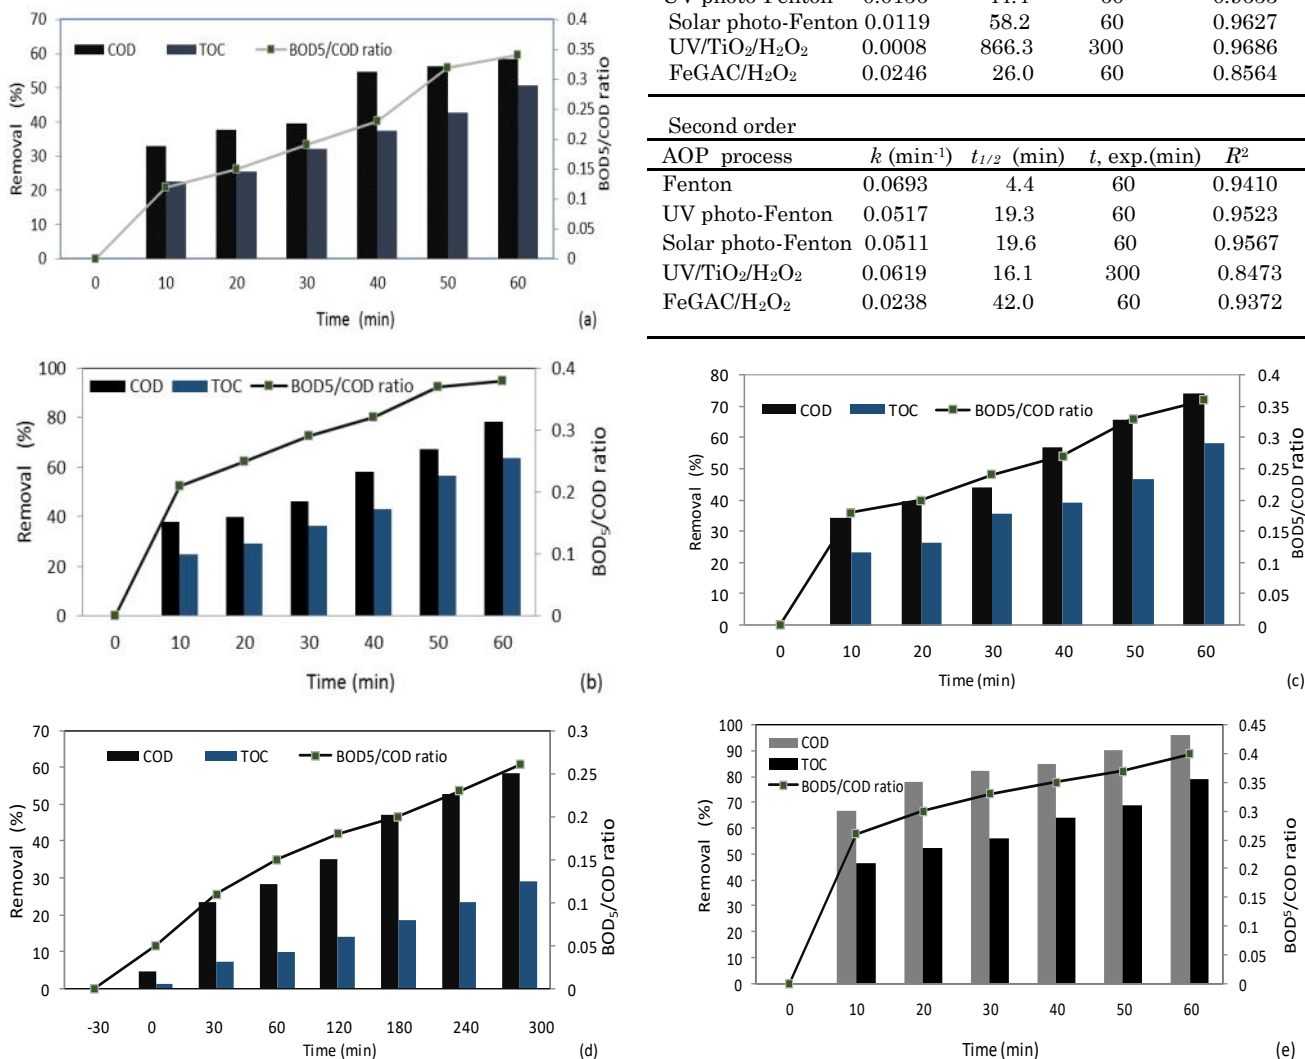 70
60
50
40
30
20
10
0
Removal (%)
COD TOC BOD5/COD ratio
0.4
0.35
0.3
0.25
0.2
0.15
0.1
0.05
0
BOD5/COD ratio
0 10 20 30 40 50 60
Time (min) (a)
Solar photo-Fenton 0.0119 58.2 60 0.9627
UV/TiO₂/H₂O₂ 0.0008 866.3 300 0.9686
FeGAC/H₂O₂ 0.0246 26.0 60 0.8564
Second order
AOP process k (min⁻¹) t₁/₂ (min) t, exp.(min) R²
Fenton 0.0693 4.4 60 0.9410
UV photo-Fenton 0.0517 19.3 60 0.9523
Solar photo-Fenton 0.0511 19.6 60 0.9567
UV/TiO₂/H₂O₂ 0.0619 16.1 300 0.8473
FeGAC/H₂O₂ 0.0238 42.0 60 0.9372
100
80
60
40
20
0
Removal (%)
COD TOC BOD5/COD ratio
0.4
0.3
0.2
0.1
0
BOD₅/COD ratio
0 10 20 30 40 50 60
Time (min) (b)
80
70
60
50
40
30
20
10
0
Removal (%)
COD TOC BOD5/COD ratio
0.4
0.35
0.3
0.25
0.2
0.15
0.1
0.05
0
BOD5/COD ratio
0 10 20 30 40 50 60
Time (min) (c)
70
60
50
40
30
20
10
0
Removal (%)
COD TOC BOD5/COD ratio
0.3
0.25
0.2
0.15
0.1
0.05
0
BOD₅/COD ratio
-30 0 30 60 120 180 240 300
Time (min) (d)
100
90
80
70
60
50
40
30
20
10
0
Removal (%)
COD
TOC
BOD5/COD ratio
0.45
0.4
0.35
0.3
0.25
0.2
0.15
0.1
0.05
0
BOD⁵/COD ratio
0 10 20 30 40 50 60
Time (min) (e)